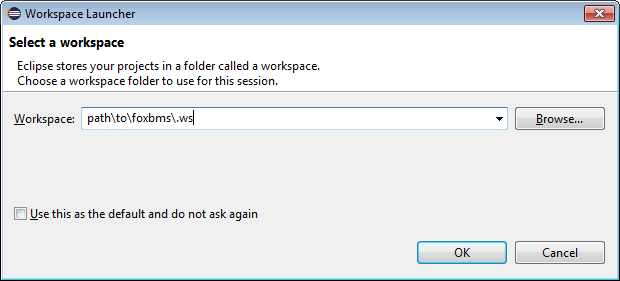 Workspace Launcher
Select a workspace
Eclipse stores your projects in a folder called a workspace.
Choose a workspace folder to use for this session.
Workspace: path\to\foxbms\.ws Browse...
Use this as the default and do not ask again
OK Cancel